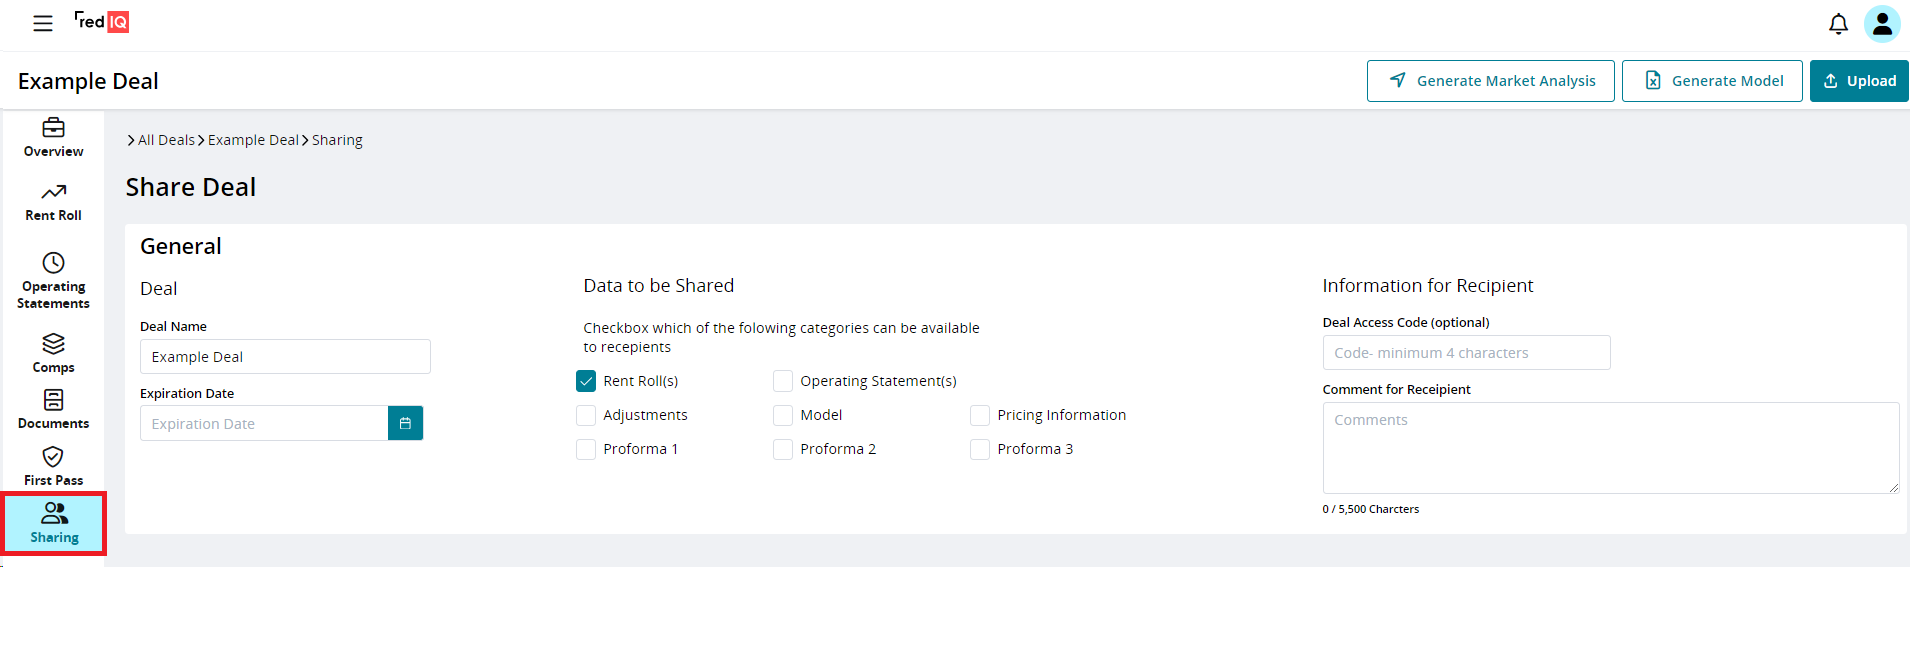 red IQ
Example Deal
Generate Market Analysis
Generate Model
Upload
Overview
Rent Roll
Operating
Statements
Comps
Documents
First Pass
Sharing
All Deals Example Deal Sharing
Share Deal
General
Deal
Deal Name
Example Deal
Expiration Date
Expiration Date
Data to be Shared
Checkbox which of the folowing categories can be available
to recepients
Rent Roll(s) Operating Statement(s)
Adjustments Model Pricing Information
Proforma 1 Proforma 2 Proforma 3
Information for Recipient
Deal Access Code (optional)
Code- minimum 4 characters
Comment for Receipient
Comments
0 / 5,500 Charcters